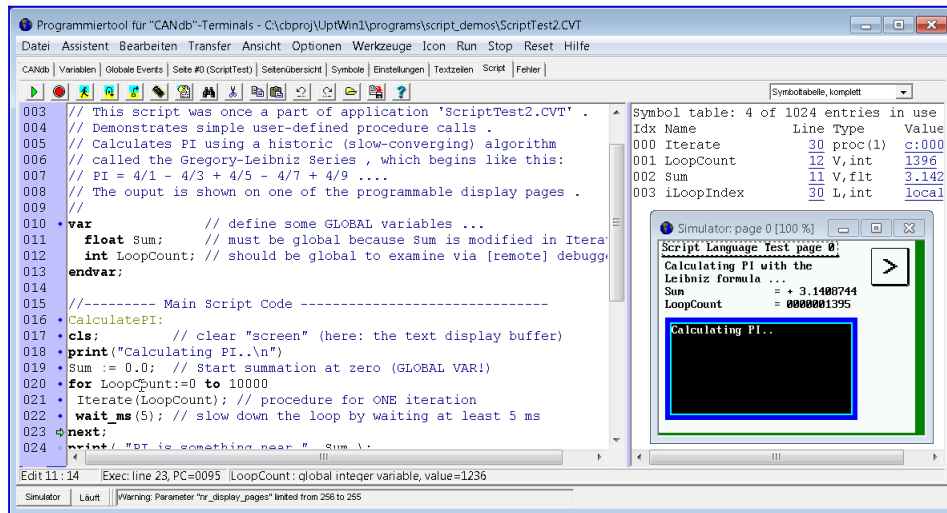 Programmiertool für "CANdb"-Terminals - C:\cbproj\UptWin1\programs\script_demos\ScriptTest2.CVT
Datei Assistent Bearbeiten Transfer Ansicht Optionen Werkzeuge Icon Run Stop Reset Hilfe
CANdb Variablen Globale Events Seite #0 (ScriptTest) Seitenübersicht Symbole Einstellungen Textzeilen Script Fehler
Symboltabelle, komplett
003 // This script was once a part of application 'ScriptTest2.CVT' .
004 // Demonstrates simple user-defined procedure calls .
005 // Calculates PI using a historic (slow-converging) algorithm
006 // called the Gregory-Leibniz Series , which begins like this:
007 // PI = 4/1 - 4/3 + 4/5 - 4/7 + 4/9 ....
008 // The ouput is shown on one of the programmable display pages .
009 //
010 var // define some GLOBAL variables ...
011 float Sum; // must be global because Sum is modified in Itera
012 int LoopCount; // should be global to examine via [remote] debugge
013 endvar;
014
015 //--------- Main Script Code -----------------------------
016 CalculatePI:
017 cls; // clear "screen" (here: the text display buffer)
018 print("Calculating PI..\n")
019 Sum := 0.0; // Start summation at zero (GLOBAL VAR!)
020 for LoopCount:=0 to 10000
021 Iterate(LoopCount); // procedure for ONE iteration
022 wait_ms(5); // slow down the loop by waiting at least 5 ms
023 next;
024 print( "PI is something near ", Sum );
Symbol table: 4 of 1024 entries in use
Idx Name Line Type Value
000 Iterate 30 proc(1) c:000
001 LoopCount 12 V,int 1396
002 Sum 11 V,flt 3.142
003 iLoopIndex 30 L,int local
Simulator: page 0 [100 %]
Script Language Test page 0:
Calculating PI with the
Leibniz formula ...
Sum = + 3.1408744
LoopCount = 0000001395
>
Calculating PI..
Edit 11 : 14 Exec: line 23, PC=0095 LoopCount : global integer variable, value=1236
Simulator Läuft Warning: Parameter "nr_display_pages" limited from 256 to 255